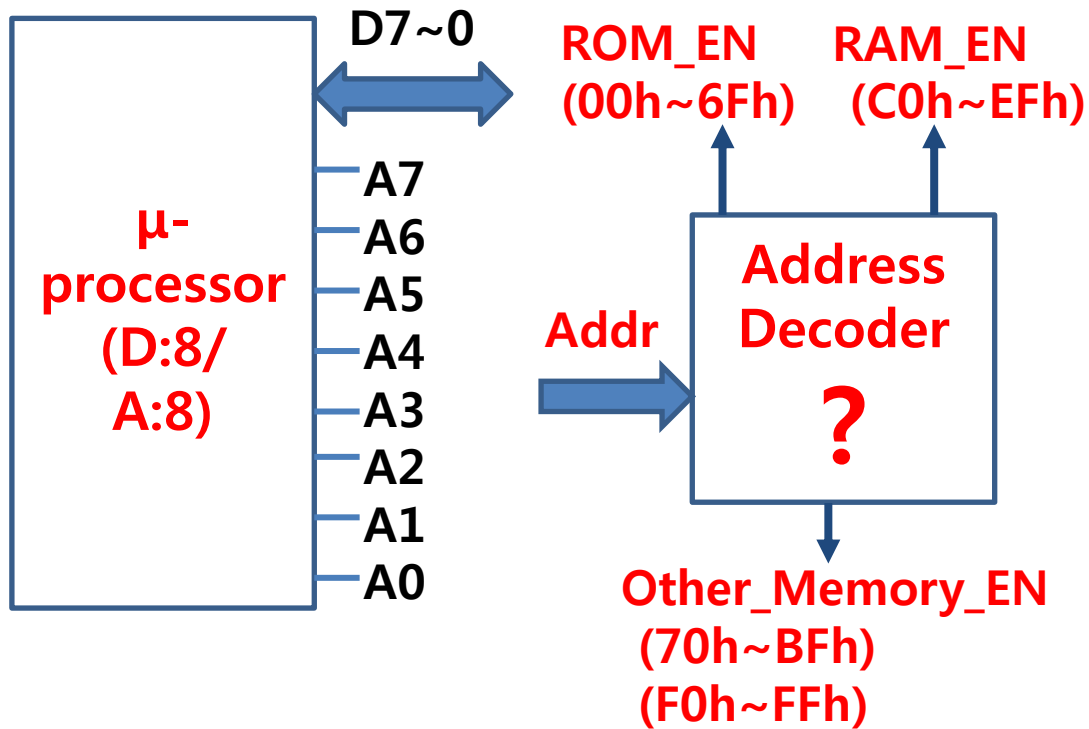 D7~0
μ-
processor
(D:8/
A:8)
A7
A6
A5
A4
A3
A2
A1
A0
ROM_EN
(00h~6Fh)
RAM_EN
(C0h~EFh)
Addr
Address
Decoder
?
Other_Memory_EN
(70h~BFh)
(F0h~FFh)